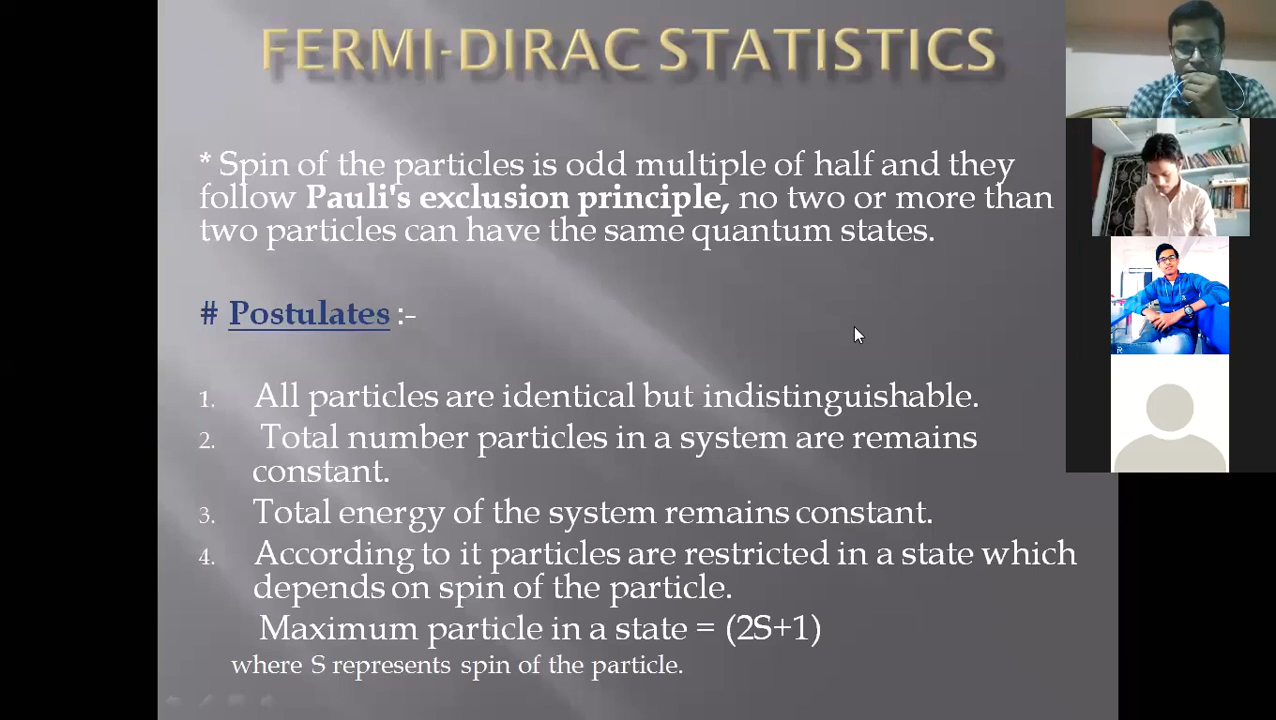 FERMI-DIRAC STATISTICS
* Spin of the particles is odd multiple of half and they
follow Pauli's exclusion principle, no two or more than
two particles can have the same quantum states.
# Postulates :-
1. All particles are identical but indistinguishable.
2. Total number particles in a system are remains
constant.
3. Total energy of the system remains constant.
4. According to it particles are restricted in a state which
depends on spin of the particle.
Maximum particle in a state = (2S+1)
where S represents spin of the particle.